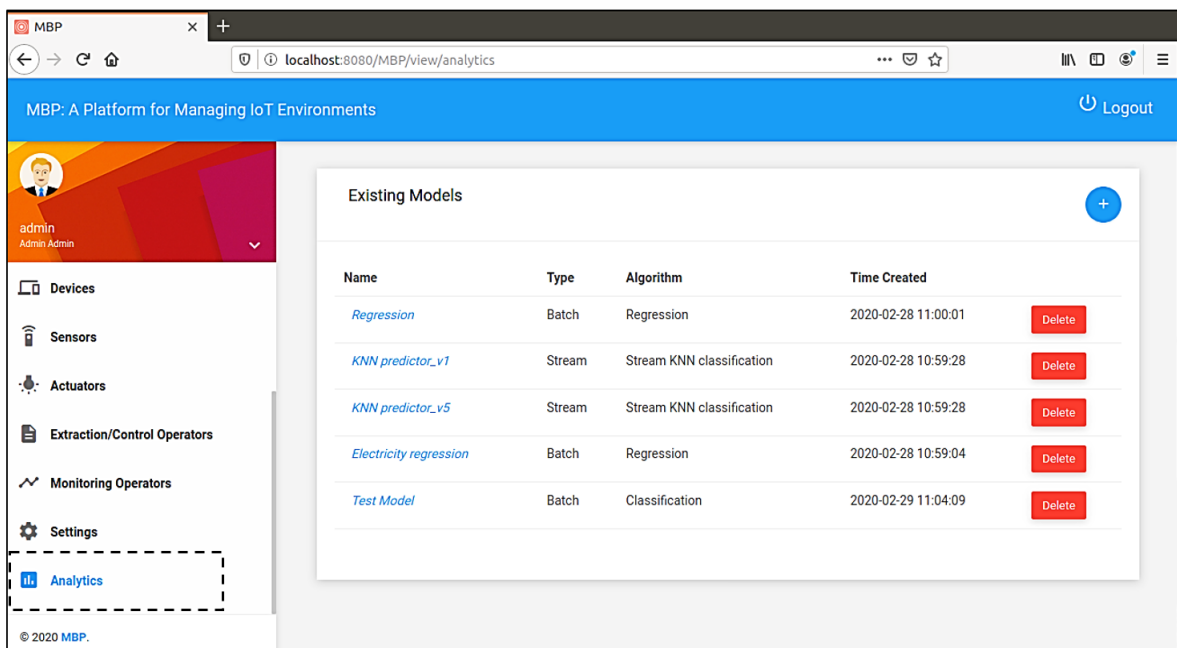 MBP
localhost:8080/MBP/view/analytics
MBP: A Platform for Managing IoT Environments
Logout
admin
Admin Admin
Devices
Sensors
Actuators
Extraction/Control Operators
Monitoring Operators
Settings
Analytics
© 2020 MBP.
Existing Models
+
Name Type Algorithm Time Created
Regression Batch Regression 2020-02-28 11:00:01 Delete
KNN predictor_v1 Stream Stream KNN classification 2020-02-28 10:59:28 Delete
KNN predictor_v5 Stream Stream KNN classification 2020-02-28 10:59:28 Delete
Electricity regression Batch Regression 2020-02-28 10:59:04 Delete
Test Model Batch Classification 2020-02-29 11:04:09 Delete